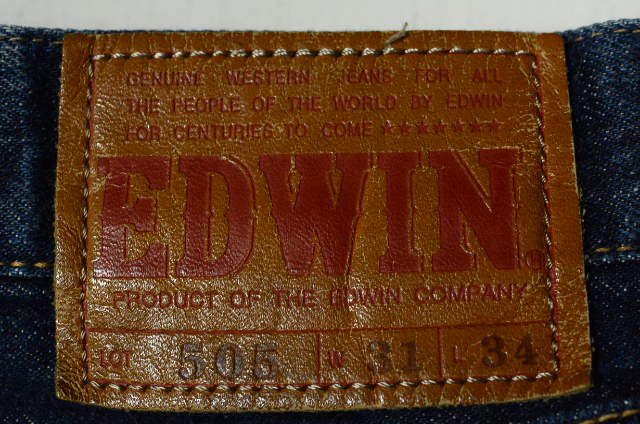 GENUINE WESTERN JEANS FOR ALL
THE PEOPLE OF THE WORLD BY EDWIN
FOR CENTURIES TO COME ★★★★★★★
EDWIN®
PRODUCT OF THE EDWIN COMPANY
LOT 505 W 31 L 34